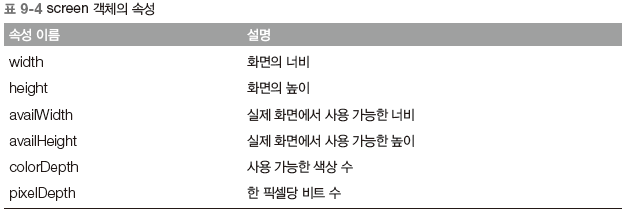 표 9-4 screen 객체의 속성
속성 이름 설명
width 화면의 너비
height 화면의 높이
availWidth 실제 화면에서 사용 가능한 너비
availHeight 실제 화면에서 사용 가능한 높이
colorDepth 사용 가능한 색상 수
pixelDepth 한 픽셀당 비트 수